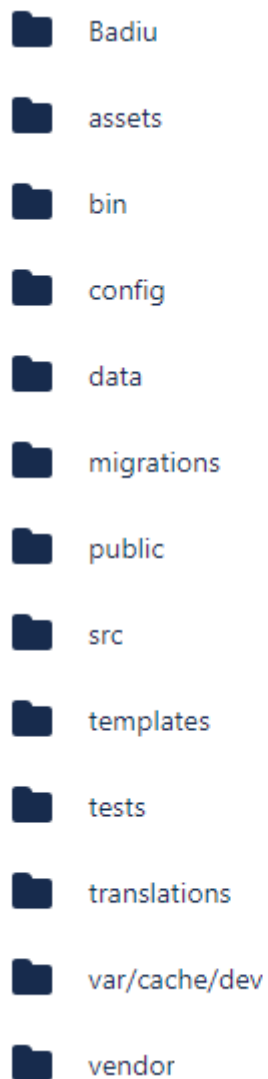 Badiu
assets
bin
config
data
migrations
public
src
templates
tests
translations
var/cache/dev
vendor